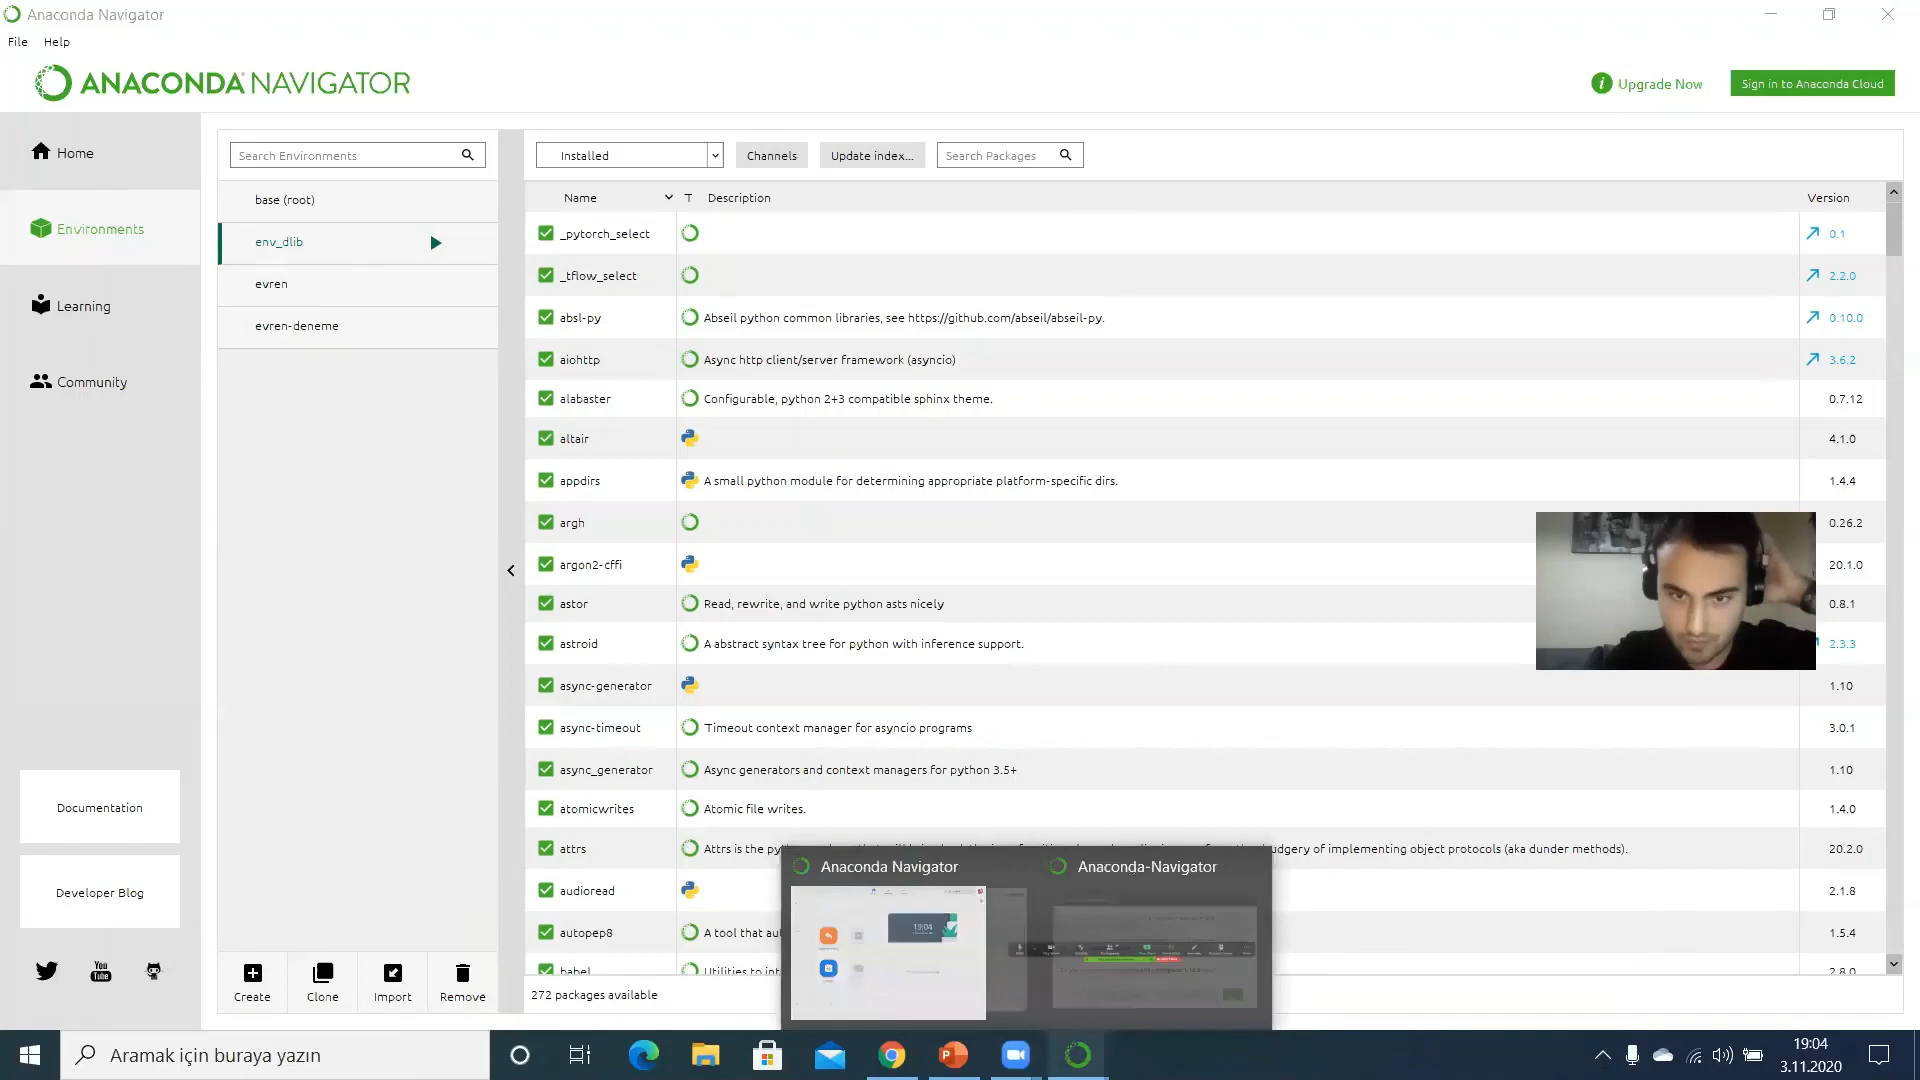 Anaconda Navigator
File Help
ANACONDA NAVIGATOR
Upgrade Now
Sign in to Anaconda Cloud
Home
Environments
Learning
Community
Documentation
Developer Blog
You
Tube
Search Environments
base (root)
env_dlib
evren
evren-deneme
Create
Clone
Import
Remove
Installed
Channels
Update index...
Search Packages
Name T Description Version
_pytorch_select 0.1
_tflow_select 2.2.0
absl-py Abseil python common libraries, see https://github.com/abseil/abseil-py. 0.10.0
aiohttp Async http client/server framework (asyncio) 3.6.2
alabaster Configurable, python 2+3 compatible sphinx theme. 0.7.12
altair 4.1.0
appdirs A small python module for determining appropriate platform-specific dirs. 1.4.4
argh 0.26.2
argon2-cffi 20.1.0
astor Read, rewrite, and write python asts nicely 0.8.1
astroid A abstract syntax tree for python with inference support. 2.3.3
async-generator 1.10
async-timeout Timeout context manager for asyncio programs 3.0.1
async_generator Async generators and context managers for python 3.5+ 1.10
atomicwrites Atomic file writes. 1.4.0
attrs Attrs is the py udgery of implementing object protocols (aka dunder methods). 20.2.0
audioread 2.1.8
autopep8 A tool that au 1.5.4
babel Utilities to int 2.8.0
272 packages available
Anaconda Navigator
Anaconda-Navigator
19:04
Aramak için buraya yazın
19:04
3.11.2020